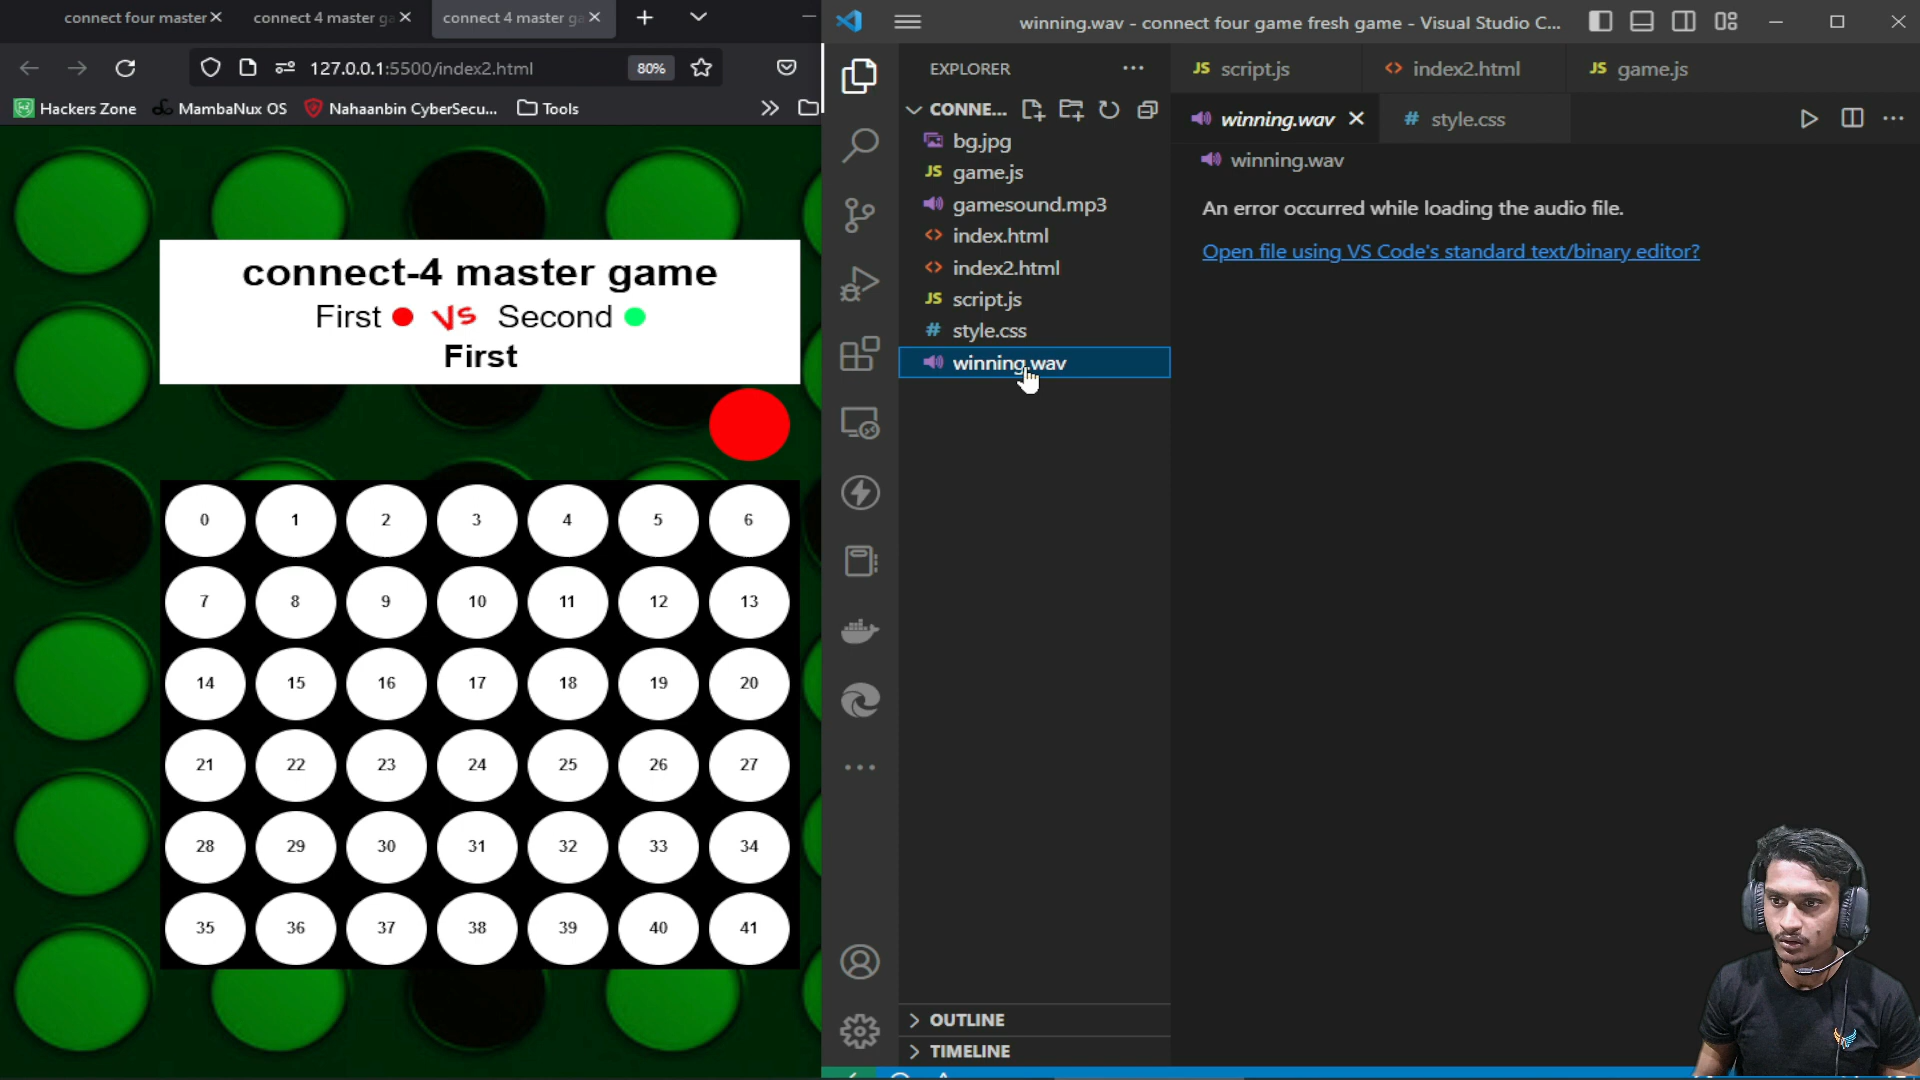 connect four master
connect 4 master ga
connect 4 master ga
127.0.0.1:5500/index2.html
80%
Hackers Zone
MambaNux OS
Nahaanbin CyberSecu...
Tools
connect-4 master game
First Vs Second
First
0 1 2 3 4 5 6
7 8 9 10 11 12 13
14 15 16 17 18 19 20
21 22 23 24 25 26 27
28 29 30 31 32 33 34
35 36 37 38 39 40 41
winning.wav - connect four game fresh game - Visual Studio C...
EXPLORER
CONNE...
bg.jpg
JS game.js
gamesound.mp3
<> index.html
<> index2.html
JS script.js
# style.css
winning.wav
OUTLINE
TIMELINE
JS script.js
<> index2.html
JS game.js
winning.wav
# style.css
winning.wav
An error occurred while loading the audio file.
Open file using VS Code's standard text/binary editor?